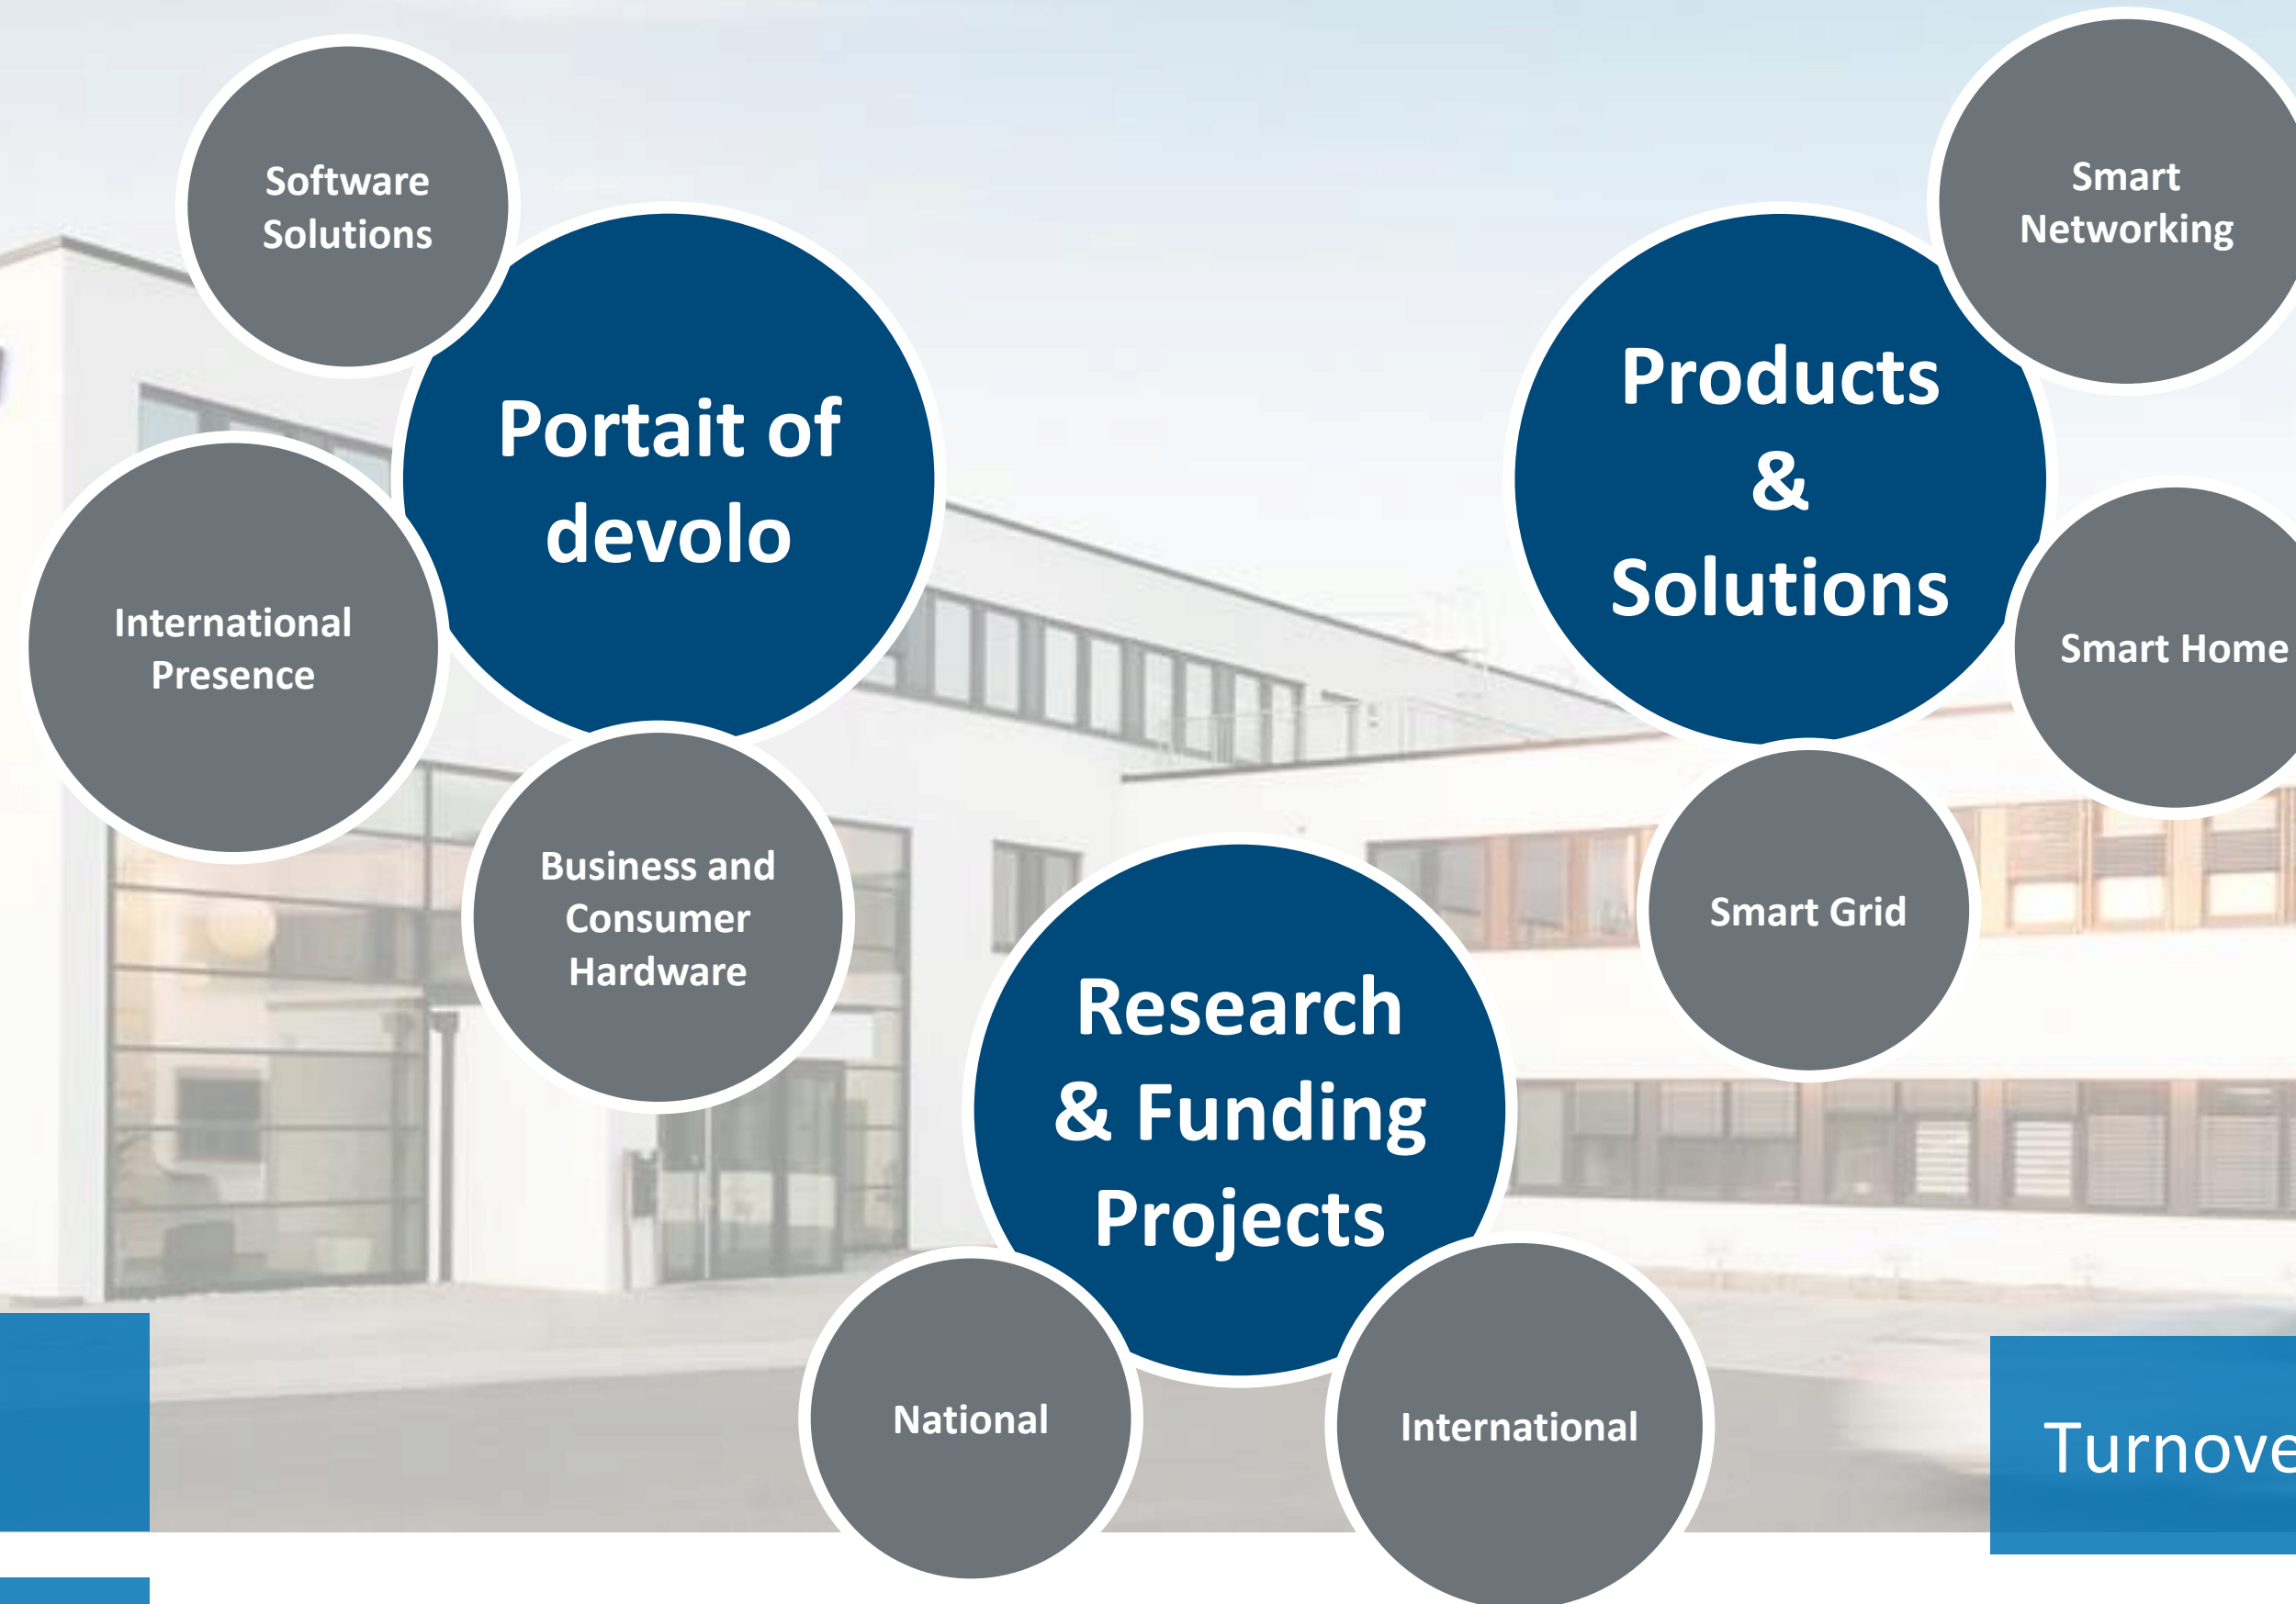 Software
Solutions
Portait of
devolo
International
Presence
Business and
Consumer
Hardware
Products
&
Solutions
Smart
Networking
Smart Home
Smart Grid
Research
& Funding
Projects
National
International
Turnove